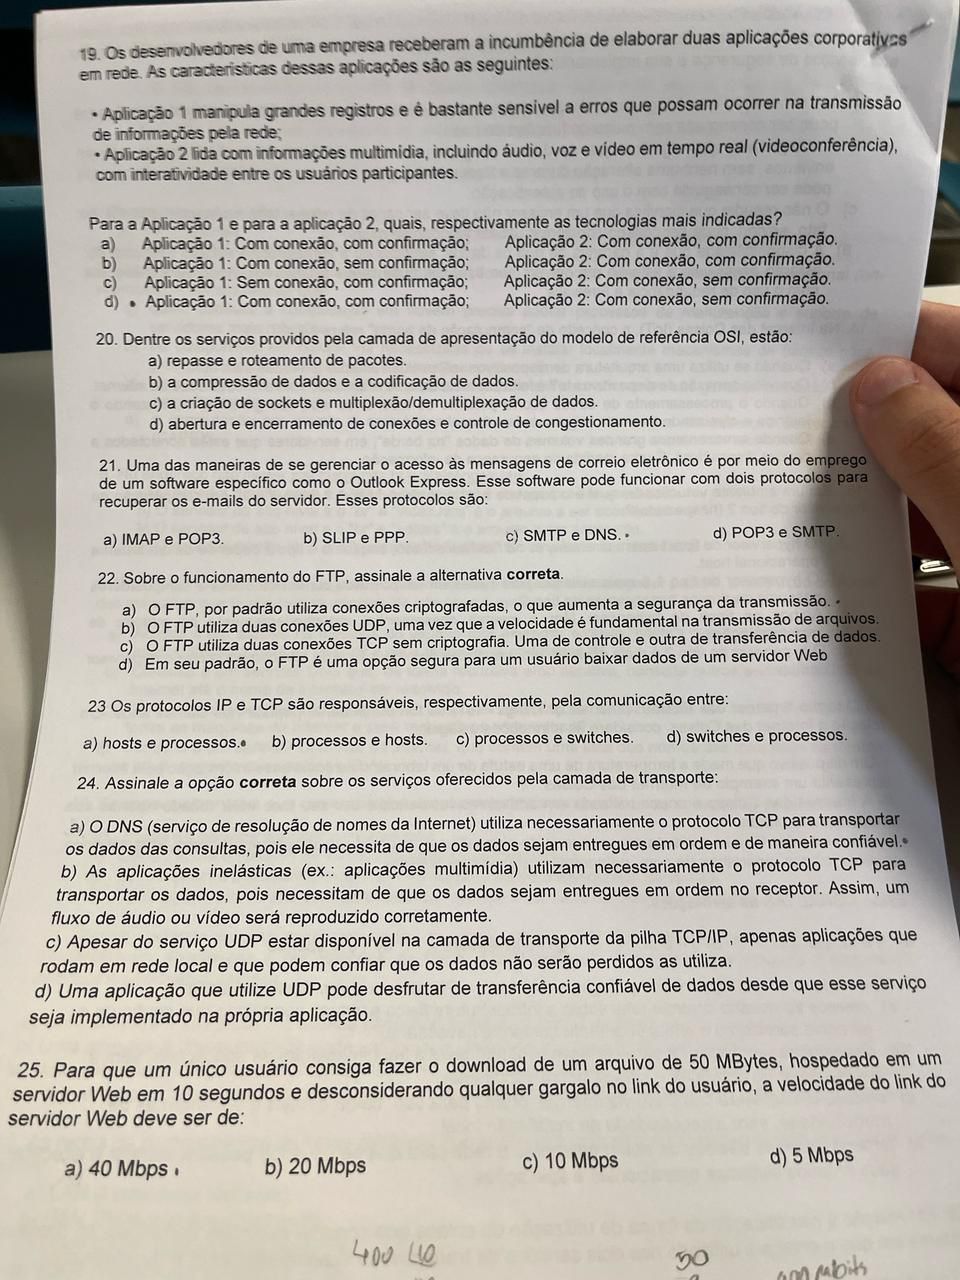 19. Os desenvolvedores de uma empresa receberam a incumbência de elaborar duas aplicações corporativas
em rede. As características dessas aplicações são as seguintes:
• Aplicação 1 manipula grandes registros e é bastante sensível a erros que possam ocorrer na transmissão
de informações pela rede;
• Aplicação 2 lida com informações multimídia, incluindo áudio, voz e vídeo em tempo real (videoconferência),
com interatividade entre os usuários participantes.
Para a Aplicação 1 e para a aplicação 2, quais, respectivamente as tecnologias mais indicadas?
a) Aplicação 1: Com conexão, com confirmação; Aplicação 2: Com conexão, com confirmação.
b) Aplicação 1: Com conexão, sem confirmação; Aplicação 2: Com conexão, com confirmação.
c) Aplicação 1: Sem conexão, com confirmação; Aplicação 2: Com conexão, sem confirmação.
d) Aplicação 1: Com conexão, com confirmação; Aplicação 2: Com conexão, sem confirmação.
20. Dentre os serviços providos pela camada de apresentação do modelo de referência OSI, estão:
a) repasse e roteamento de pacotes.
b) a compressão de dados e a codificação de dados.
c) a criação de sockets e multiplexão/demultiplexação de dados.
d) abertura e encerramento de conexões e controle de congestionamento.
21. Uma das maneiras de se gerenciar o acesso às mensagens de correio eletrônico é por meio do emprego
de um software específico como o Outlook Express. Esse software pode funcionar com dois protocolos para
recuperar os e-mails do servidor. Esses protocolos são:
a) IMAP e POP3. b) SLIP e PPP. c) SMTP e DNS. d) POP3 e SMTP.
22. Sobre o funcionamento do FTP, assinale a alternativa correta.
a) O FTP, por padrão utiliza conexões criptografadas, o que aumenta a segurança da transmissão.
b) O FTP utiliza duas conexões UDP, uma vez que a velocidade é fundamental na transmissão de arquivos.
c) O FTP utiliza duas conexões TCP sem criptografia. Uma de controle e outra de transferência de dados.
d) Em seu padrão, o FTP é uma opção segura para um usuário baixar dados de um servidor Web
23 Os protocolos IP e TCP são responsáveis, respectivamente, pela comunicação entre:
a) hosts e processos. b) processos e hosts. c) processos e switches. d) switches e processos.
24. Assinale a opção correta sobre os serviços oferecidos pela camada de transporte:
a) O DNS (serviço de resolução de nomes da Internet) utiliza necessariamente o protocolo TCP para transportar
os dados das consultas, pois ele necessita de que os dados sejam entregues em ordem e de maneira confiável.
b) As aplicações inelásticas (ex.: aplicações multimídia) utilizam necessariamente o protocolo TCP para
transportar os dados, pois necessitam de que os dados sejam entregues em ordem no receptor. Assim, um
fluxo de áudio ou vídeo será reproduzido corretamente.
c) Apesar do serviço UDP estar disponível na camada de transporte da pilha TCP/IP, apenas aplicações que
rodam em rede local e que podem confiar que os dados não serão perdidos as utiliza.
d) Uma aplicação que utilize UDP pode desfrutar de transferência confiável de dados desde que esse serviço
seja implementado na própria aplicação.
25. Para que um único usuário consiga fazer o download de um arquivo de 50 MBytes, hospedado em um
servidor Web em 10 segundos e desconsiderando qualquer gargalo no link do usuário, a velocidade do link do
servidor Web deve ser de:
a) 40 Mbps b) 20 Mbps c) 10 Mbps d) 5 Mbps
400 50